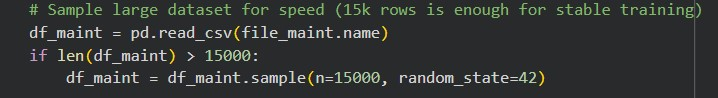 # Sample large dataset for speed (15k rows is enough for stable training)
df_maint = pd.read_csv(file_maint.name)
if len(df_maint) > 15000:
    df_maint = df_maint.sample(n=15000, random_state=42)